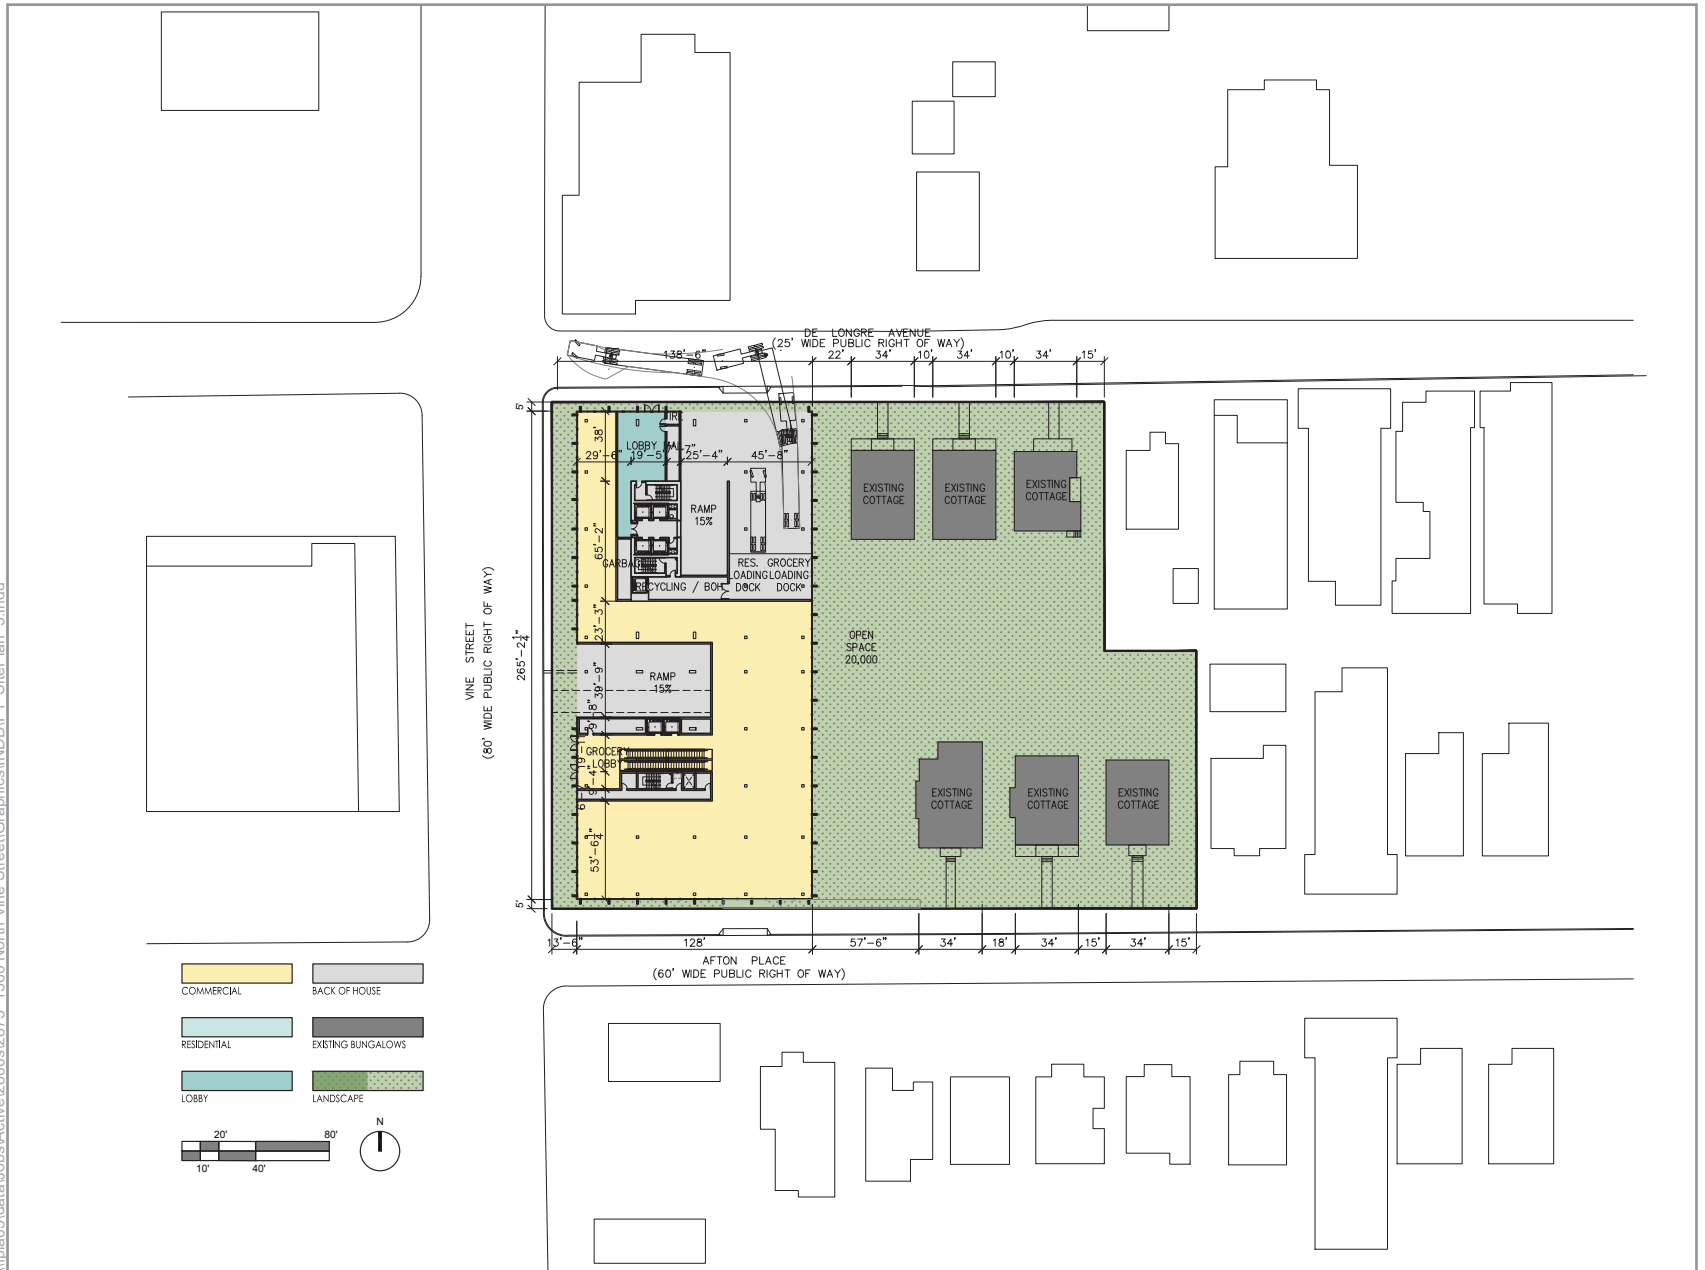 DE LONGRE AVENUE
(25' WIDE PUBLIC RIGHT OF WAY)
138'-6"
22'
34'
10'
34'
10'
34'
15'
5'
38'
LOBBY
29'-6"
19'-5"
25'-4"
45'-8"
RAMP
15%
65'-2"
RES.
LOADING
DOCK
GROCERY
LOADING
DOCK
RECYCLING / BOH
EXISTING
COTTAGE
EXISTING
COTTAGE
EXISTING
COTTAGE
23'-3"
VINE STREET
(80' WIDE PUBLIC RIGHT OF WAY)
265'-2 1/4"
OPEN
SPACE
20,000
RAMP
15%
39'-9"
GROCERY
LOBBY
53'-6 1/4"
EXISTING
COTTAGE
EXISTING
COTTAGE
EXISTING
COTTAGE
5'
13'-6"
128'
57'-6"
34'
18'
34'
15'
34'
15'
AFTON PLACE
(60' WIDE PUBLIC RIGHT OF WAY)
COMMERCIAL
BACK OF HOUSE
RESIDENTIAL
EXISTING BUNGALOWS
LOBBY
LANDSCAPE
20'
80'
10'
40'
N